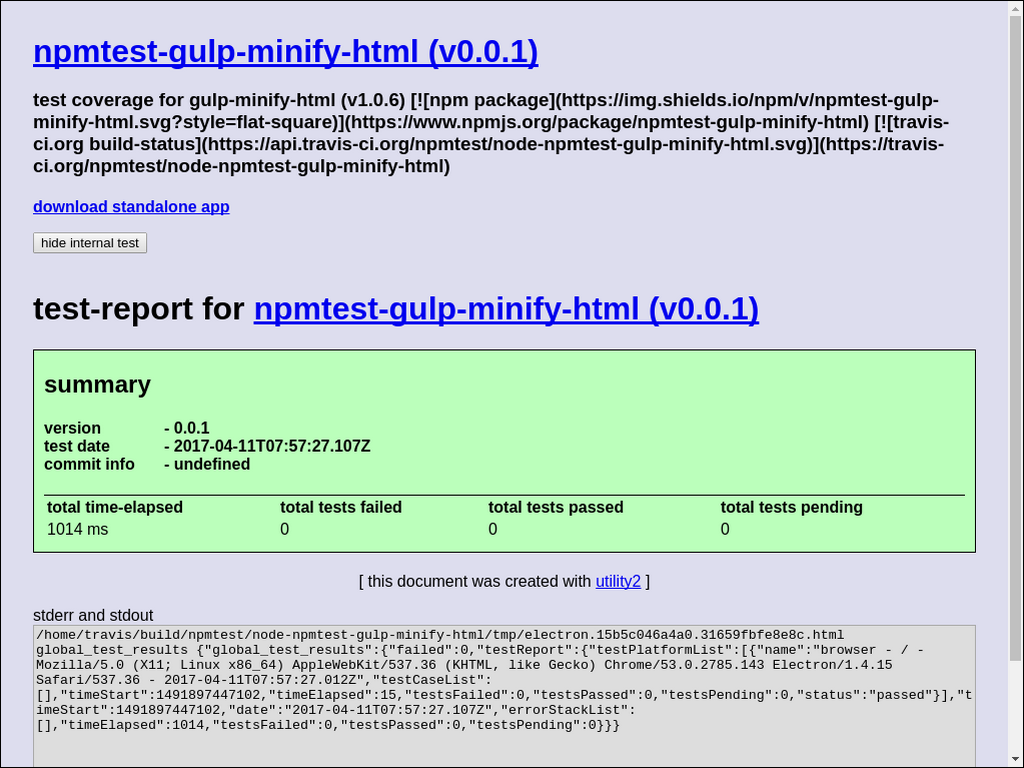 npmtest-gulp-minify-html (v0.0.1)
test coverage for gulp-minify-html (v1.0.6) [![npm package](https://img.shields.io/npm/v/npmtest-gulp-
minify-html.svg?style=flat-square)](https://www.npmjs.org/package/npmtest-gulp-minify-html) [![travis-
ci.org build-status](https://api.travis-ci.org/npmtest/node-npmtest-gulp-minify-html.svg)](https://travis-
ci.org/npmtest/node-npmtest-gulp-minify-html)
download standalone app
hide internal test
test-report for npmtest-gulp-minify-html (v0.0.1)
summary
version - 0.0.1
test date - 2017-04-11T07:57:27.107Z
commit info - undefined
total time-elapsed total tests failed total tests passed total tests pending
1014 ms 0 0 0
[ this document was created with utility2 ]
stderr and stdout
/home/travis/build/npmtest/node-npmtest-gulp-minify-html/tmp/electron.15b5c046a4a0.31659fbfe8e8c.html
global_test_results {"global_test_results":{"failed":0,"testReport":{"testPlatformList":[{"name":"browser - / -
Mozilla/5.0 (X11; Linux x86_64) AppleWebKit/537.36 (KHTML, like Gecko) Chrome/53.0.2785.143 Electron/1.4.15
Safari/537.36 - 2017-04-11T07:57:27.012Z","testCaseList":
[],"timeStart":1491897447102,"timeElapsed":15,"testsFailed":0,"testsPassed":0,"testsPending":0,"status":"passed"}],"t
imeStart":1491897447102,"date":"2017-04-11T07:57:27.107Z","errorStackList":
[],"timeElapsed":1014,"testsFailed":0,"testsPassed":0,"testsPending":0}}}